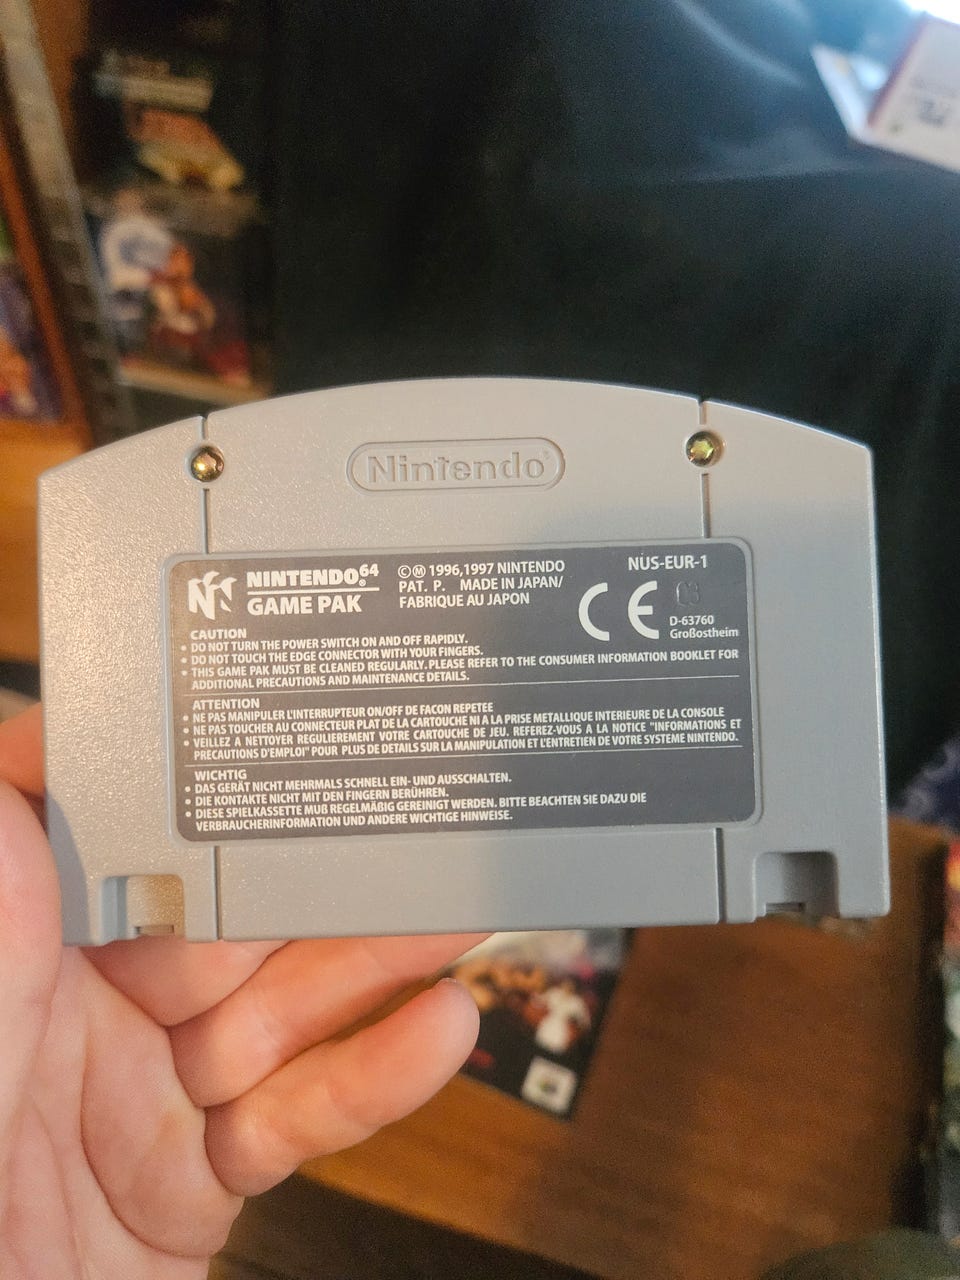 Nintendo®
NINTENDO64®
GAME PAK
©Ⓜ 1996,1997 NINTENDO
PAT. P. MADE IN JAPAN/
FABRIQUE AU JAPON
NUS-EUR-1
CE
03
D-63760
Großostheim
CAUTION
• DO NOT TURN THE POWER SWITCH ON AND OFF RAPIDLY.
• DO NOT TOUCH THE EDGE CONNECTOR WITH YOUR FINGERS.
• THIS GAME PAK MUST BE CLEANED REGULARLY. PLEASE REFER TO THE CONSUMER INFORMATION BOOKLET FOR
ADDITIONAL PRECAUTIONS AND MAINTENANCE DETAILS.
ATTENTION
• NE PAS MANIPULER L'INTERRUPTEUR ON/OFF DE FACON REPETEE
• NE PAS TOUCHER AU CONNECTEUR PLAT DE LA CARTOUCHE NI A LA PRISE METALLIQUE INTERIEURE DE LA CONSOLE
• VEILLEZ A NETTOYER REGULIEREMENT VOTRE CARTOUCHE DE JEU. REFEREZ-VOUS A LA NOTICE "INFORMATIONS ET
PRECAUTIONS D'EMPLOI" POUR PLUS DE DETAILS SUR LA MANIPULATION ET L'ENTRETIEN DE VOTRE SYSTEME NINTENDO.
WICHTIG
• DAS GERÄT NICHT MEHRMALS SCHNELL EIN- UND AUSSCHALTEN.
• DIE KONTAKTE NICHT MIT DEN FINGERN BERÜHREN.
• DIESE SPIELKASSETTE MUß REGELMÄßIG GEREINIGT WERDEN. BITTE BEACHTEN SIE DAZU DIE
VERBRAUCHERINFORMATION UND ANDERE WICHTIGE HINWEISE.